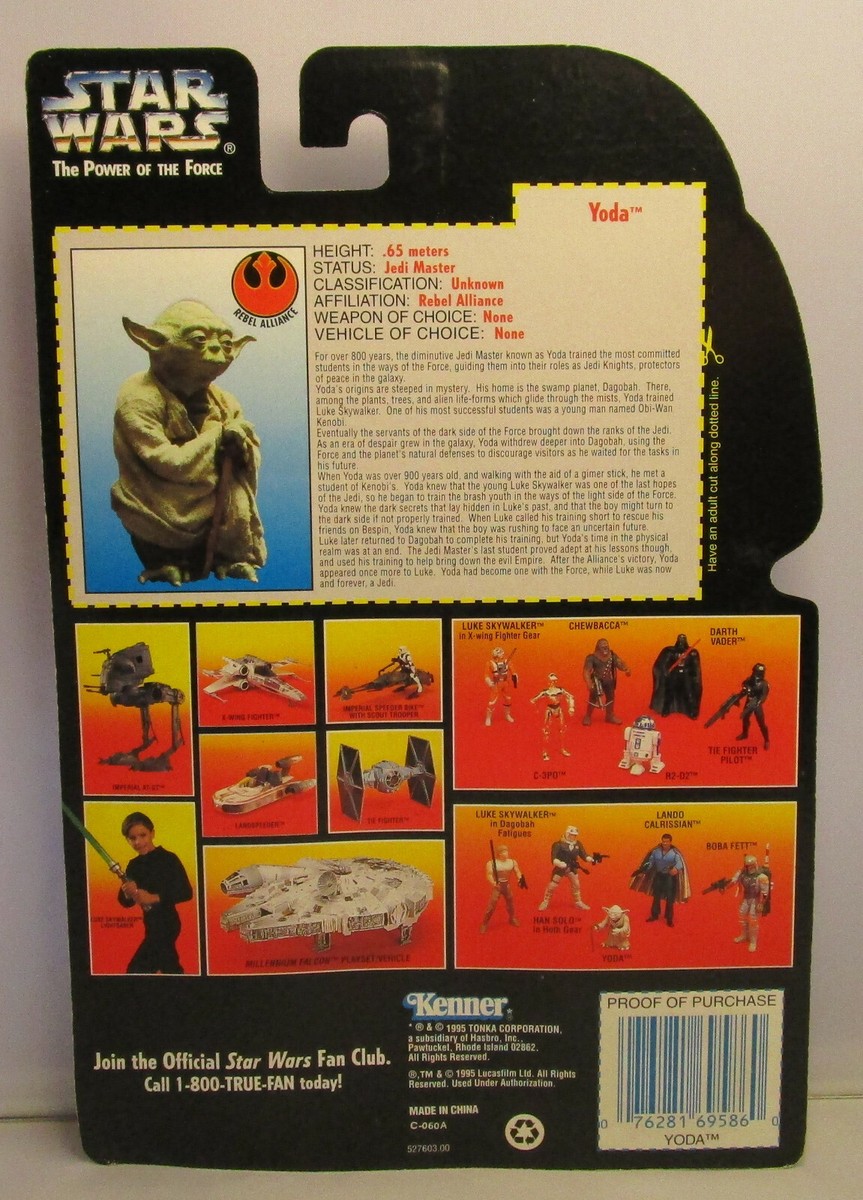 STAR
WARS®
The Power of the Force
Yoda™
REBEL ALLIANCE
HEIGHT: .65 meters
STATUS: Jedi Master
CLASSIFICATION: Unknown
AFFILIATION: Rebel Alliance
WEAPON OF CHOICE: None
VEHICLE OF CHOICE: None
For over 800 years, the diminutive Jedi Master known as Yoda trained the most committed
students in the ways of the Force, guiding them into their roles as Jedi Knights, protectors
of peace in the galaxy.
Yoda's origins are steeped in mystery. His home is the swamp planet, Dagobah. There,
among the plants, trees, and alien life-forms which glide through the mists, Yoda trained
Luke Skywalker. One of his most successful students was a young man named Obi-Wan
Kenobi.
Eventually the servants of the dark side of the Force brought down the ranks of the Jedi.
As an era of despair grew in the galaxy, Yoda withdrew deeper into Dagobah, using the
Force and the planet's natural defenses to discourage visitors as he waited for the tasks in
his future.
When Yoda was over 900 years old, and walking with the aid of a gimer stick, he met a
student of Kenobi's. Yoda knew that the young Luke Skywalker was one of the last hopes
of the Jedi, so he began to train the brash youth in the ways of the light side of the Force.
Yoda knew the dark secrets that lay hidden in Luke's past, and that the boy might turn to
the dark side if not properly trained. When Luke called his training short to rescue his
friends on Bespin, Yoda knew that the boy was rushing to face an uncertain future.
Luke later returned to Dagobah to complete his training, but Yoda's time in the physical
realm was at an end. The Jedi Master's last student proved adept at his lessons though,
and used his training to help bring down the evil Empire. After the Alliance's victory, Yoda
appeared once more to Luke. Yoda had become one with the Force, while Luke was now
and forever, a Jedi.
Have an adult cut along dotted line.
IMPERIAL AT-ST™
X-WING FIGHTER™
IMPERIAL SPEEDER BIKE™
WITH SCOUT TROOPER
LANDSPEEDER™
TIE FIGHTER™
LUKE SKYWALKER™
LIGHTSABER
MILLENNIUM FALCON™ PLAYSET/VEHICLE
LUKE SKYWALKER™
in X-wing Fighter Gear
CHEWBACCA™
DARTH
VADER™
C-3PO™
R2-D2™
TIE FIGHTER
PILOT™
LUKE SKYWALKER™
in Dagobah
Fatigues
LANDO
CALRISSIAN™
BOBA FETT™
HAN SOLO™
in Hoth Gear
YODA™
Join the Official Star Wars Fan Club.
Call 1-800-TRUE-FAN today!
Kenner
* ® & © 1995 TONKA CORPORATION,
a subsidiary of Hasbro, Inc.,
Pawtucket, Rhode Island 02862.
All Rights Reserved.
®,TM & © 1995 Lucasfilm Ltd. All Rights
Reserved. Used Under Authorization.
MADE IN CHINA
C-060A
527603.00
PROOF OF PURCHASE
0 76281 69586 0
YODA™